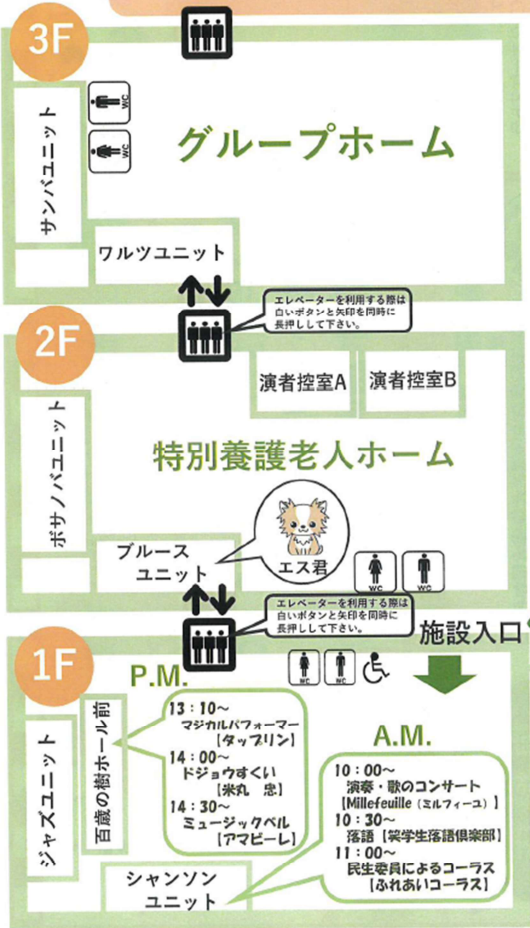 3F
サンバユニット
WC
WC
グループホーム
ワルツユニット
エレベーターを利用する際は
白いボタンと矢印を同時に
長押しして下さい。
2F
演者控室A
演者控室B
ボサノバユニット
特別養護老人ホーム
ブルース
ユニット
エス君
WC
WC
エレベーターを利用する際は
白いボタンと矢印を同時に
長押しして下さい。
施設入口
1F
WC
WC
P.M.
ジャズユニット
百歳の樹ホール前
13:10~
マジカルパフォーマー
【タップリン】
14:00~
ドジョウすくい
【米丸 忠】
14:30~
ミュージックベル
【アマビーレ】
A.M.
10:00~
演奏・歌のコンサート
【Millefeuille(ミルフィーユ)】
10:30~
落語【笑学生落語倶楽部】
11:00~
民生委員によるコーラス
【ふれあいコーラス】
シャンソン
ユニット